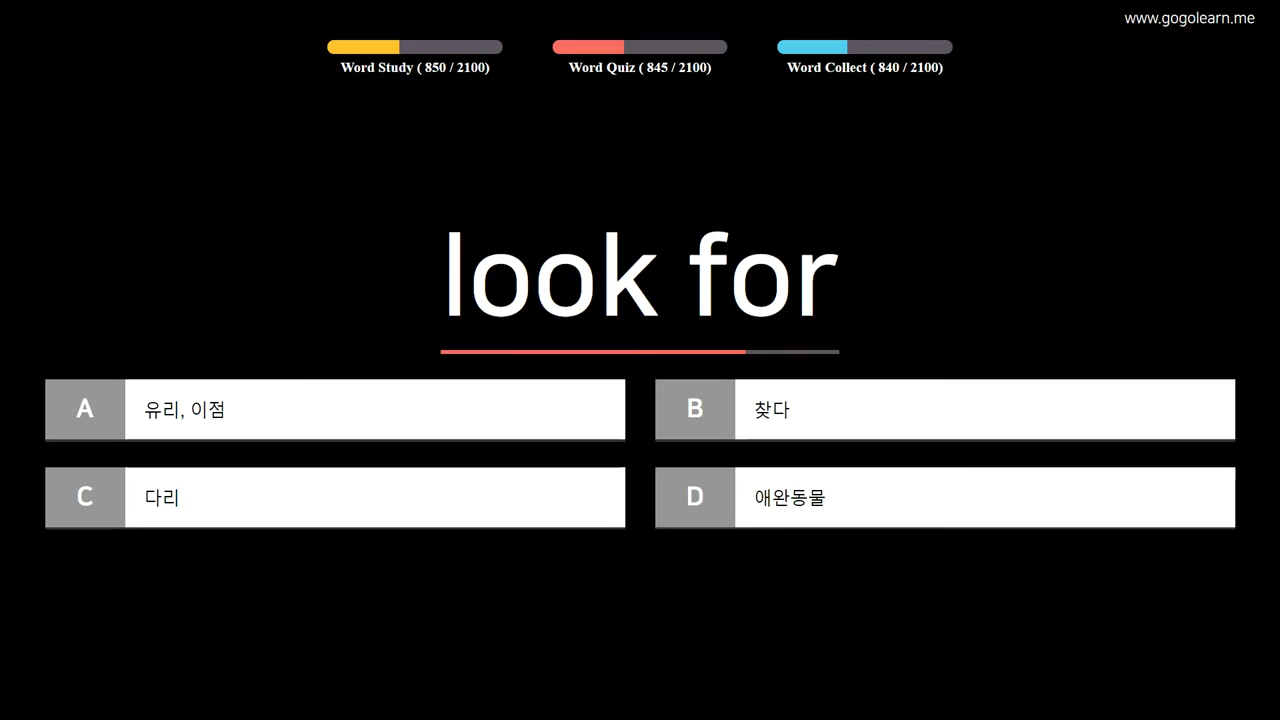 www.gogolearn.me
Word Study ( 850 / 2100)
Word Quiz ( 845 / 2100)
Word Collect ( 840 / 2100)
look for
A 유리, 이점
B 찾다
C 다리
D 애완동물